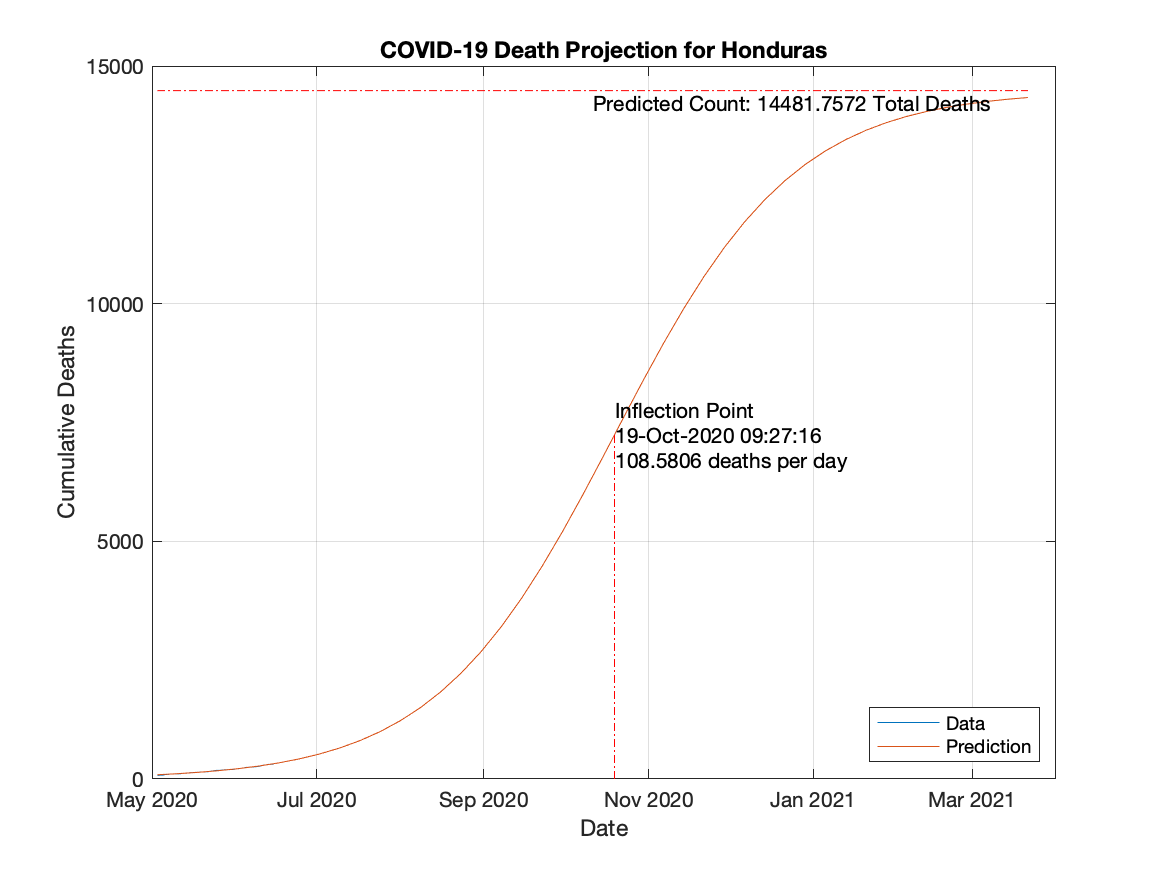 COVID-19 Death Projection for Honduras
15000
Predicted Count: 14481.7572 Total Deaths
10000
Cumulative Deaths
Inflection Point
19-Oct-2020 09:27:16
108.5806 deaths per day
5000
Data
Prediction
0
May 2020 Jul 2020 Sep 2020 Nov 2020 Jan 2021 Mar 2021
Date